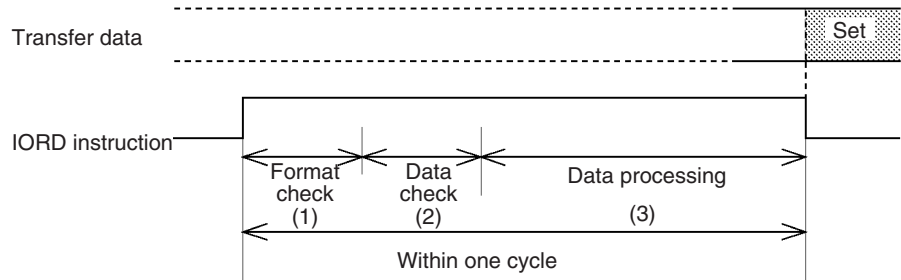 Transfer data
Set
IORD instruction
Format
check
(1)
Data
check
(2)
Data processing
(3)
Within one cycle